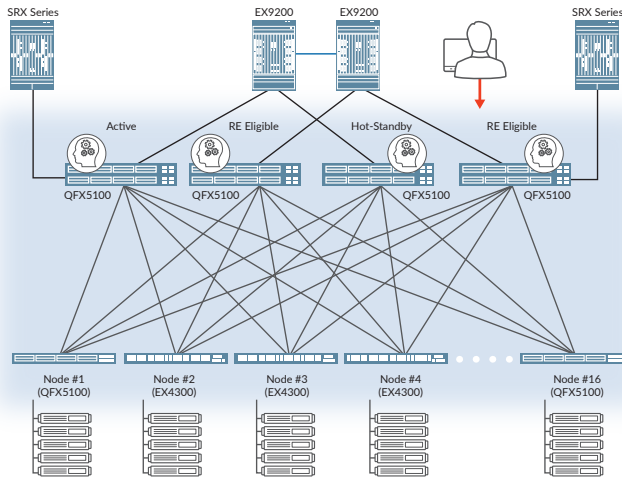 SRX Series
EX9200
EX9200
SRX Series
Active
RE Eligible
Hot-Standby
RE Eligible
QFX5100
QFX5100
QFX5100
QFX5100
Node #1
(QFX5100)
Node #2
(EX4300)
Node #3
(EX4300)
Node #4
(EX4300)
Node #16
(QFX5100)